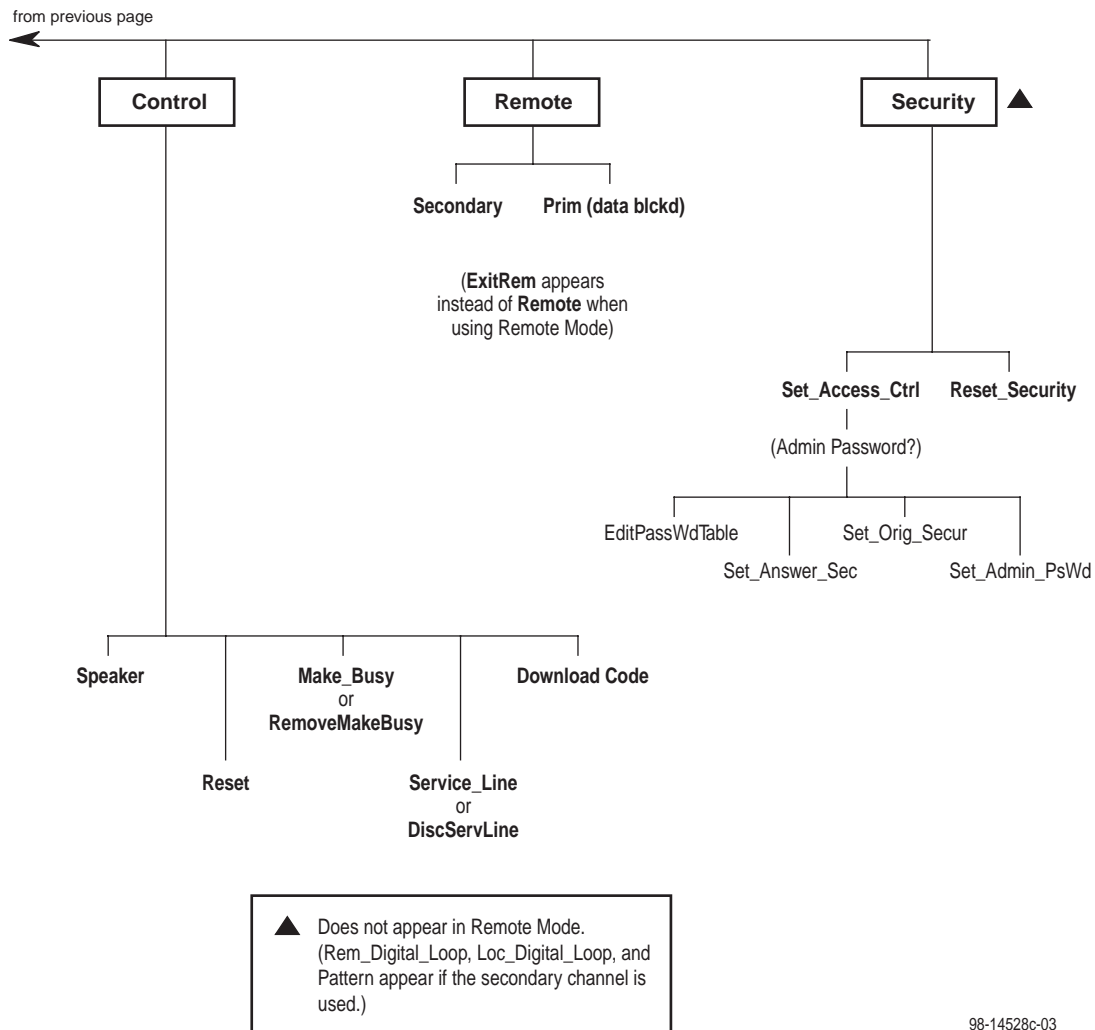 from previous page
Control
Remote
Security
Secondary
Prim (data blckd)
(ExitRem appears
instead of Remote when
using Remote Mode)
Set_Access_Ctrl
Reset_Security
(Admin Password?)
EditPassWdTable
Set_Orig_Secur
Set_Answer_Sec
Set_Admin_PsWd
Speaker
Make_Busy
or
RemoveMakeBusy
Download Code
Reset
Service_Line
or
DiscServLine
Does not appear in Remote Mode.
(Rem_Digital_Loop, Loc_Digital_Loop, and
Pattern appear if the secondary channel is
used.)
98-14528c-03